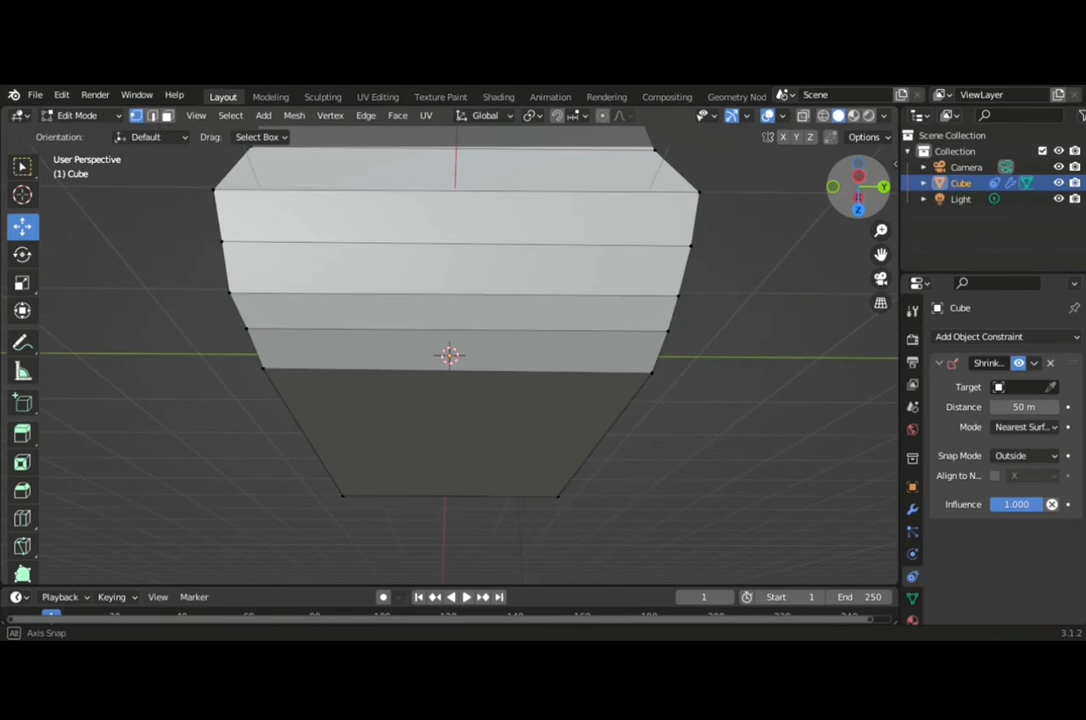 File Edit Render Window Help Layout Modeling Sculpting UV Editing Texture Paint Shading Animation Rendering Compositing Geometry Nod Scene ViewLayer
Edit Mode View Select Add Mesh Vertex Edge Face UV Global
Orientation: Default Drag: Select Box X Y Z Options
User Perspective
(1) Cube
Y
Z
Scene Collection
Collection
Camera
Cube
Light
Cube
Add Object Constraint
Shrink..
Target
Distance 50 m
Mode Nearest Surf..
Snap Mode Outside
Align to N.. X
Influence 1.000
Playback Keying View Marker 1 Start 1 End 250
Alt Axis Snap 3.1.2